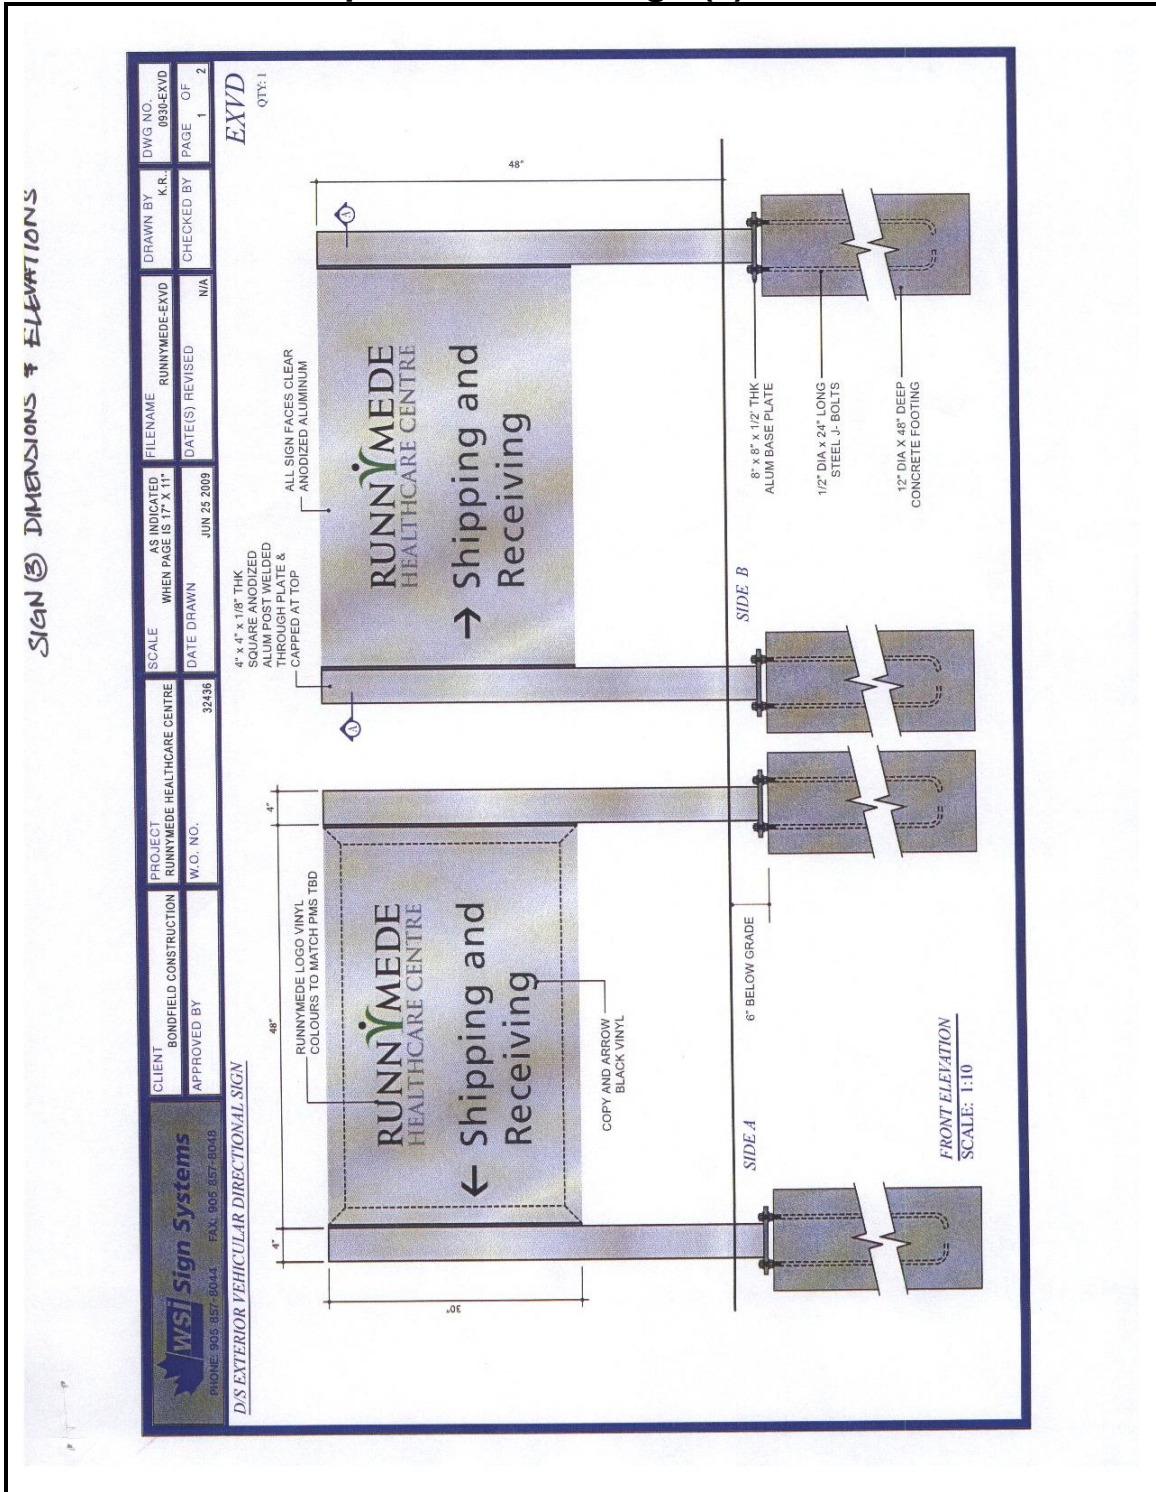 SIGN ③ DIMENSIONS & ELEVATIONS
WSI Sign Systems
PHONE: 905 857-8044 FAX: 905 857-8048
CLIENT
BONDFIELD CONSTRUCTION
APPROVED BY
PROJECT
RUNNYMEDE HEALTHCARE CENTRE
W.O. NO.
32436
SCALE
AS INDICATED
WHEN PAGE IS 17" X 11"
DATE DRAWN
JUN 25 2009
FILENAME
RUNNYMEDE-EXVD
DATE(S) REVISED
N/A
DRAWN BY
K.R.
CHECKED BY
DWG NO.
0930-EXVD
PAGE OF
1 2
D/S EXTERIOR VEHICULAR DIRECTIONAL SIGN
EXVD
QTY: 1
4"
48"
4"
30"
RUNNYMEDE LOGO VINYL
COLOURS TO MATCH PMS TBD
RUNNYMEDE
HEALTHCARE CENTRE
← Shipping and
Receiving
COPY AND ARROW
BLACK VINYL
SIDE A
6" BELOW GRADE
FRONT ELEVATION
SCALE: 1:10
4" x 4" x 1/8" THK
SQUARE ANODIZED
ALUM POST WELDED
THROUGH PLATE &
CAPPED AT TOP
ALL SIGN FACES CLEAR
ANODIZED ALUMINUM
A
A
48"
RUNNYMEDE
HEALTHCARE CENTRE
→ Shipping and
Receiving
SIDE B
8" x 8" x 1/2' THK
ALUM BASE PLATE
1/2" DIA x 24" LONG
STEEL J- BOLTS
12" DIA X 48" DEEP
CONCRETE FOOTING